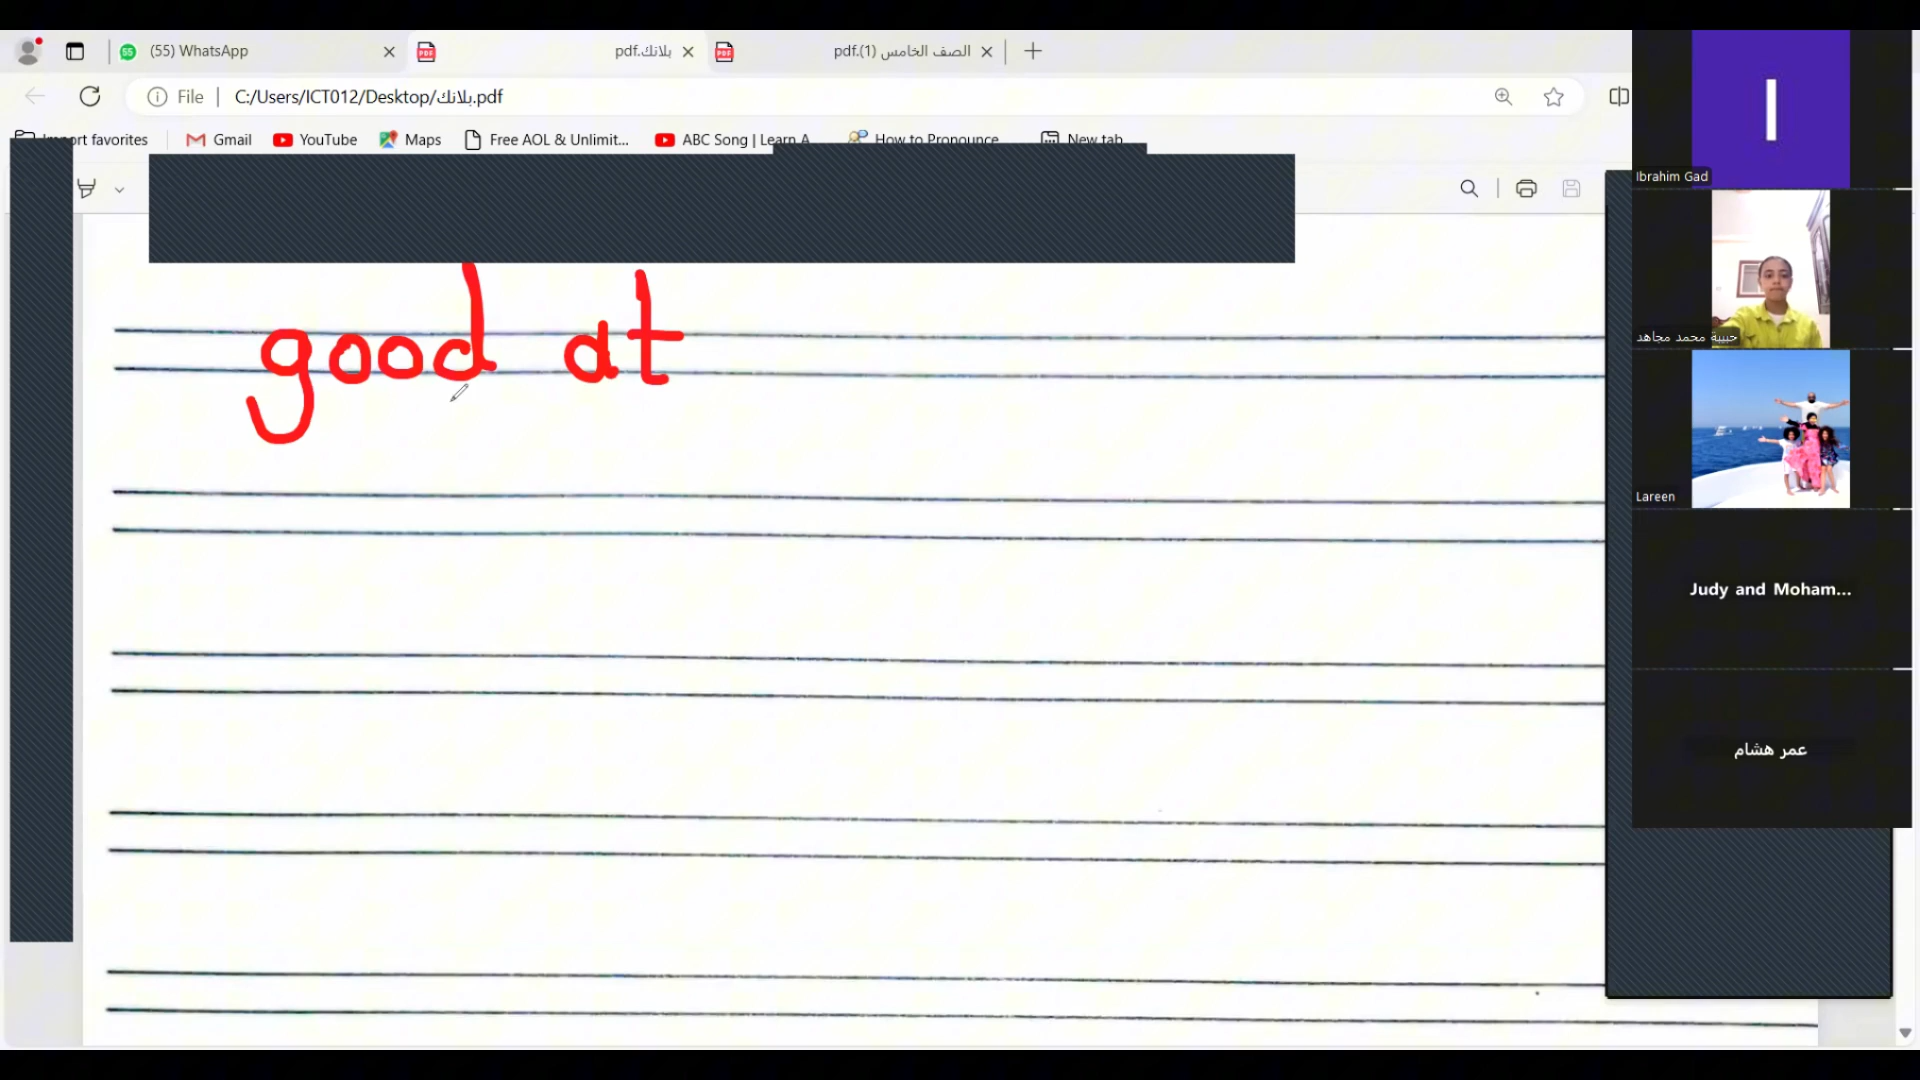 (55) WhatsApp
بلانك.pdf
الصف الخامس (1).pdf
File
C:/Users/ICT012/Desktop/بلانك.pdf
Import favorites
Gmail
YouTube
Maps
Free AOL & Unlimit...
ABC Song | Learn A
How to Pronounce
New tab
good at
I
Ibrahim Gad
حبيبة محمد مجاهد
Lareen
Judy and Moham...
عمر هشام